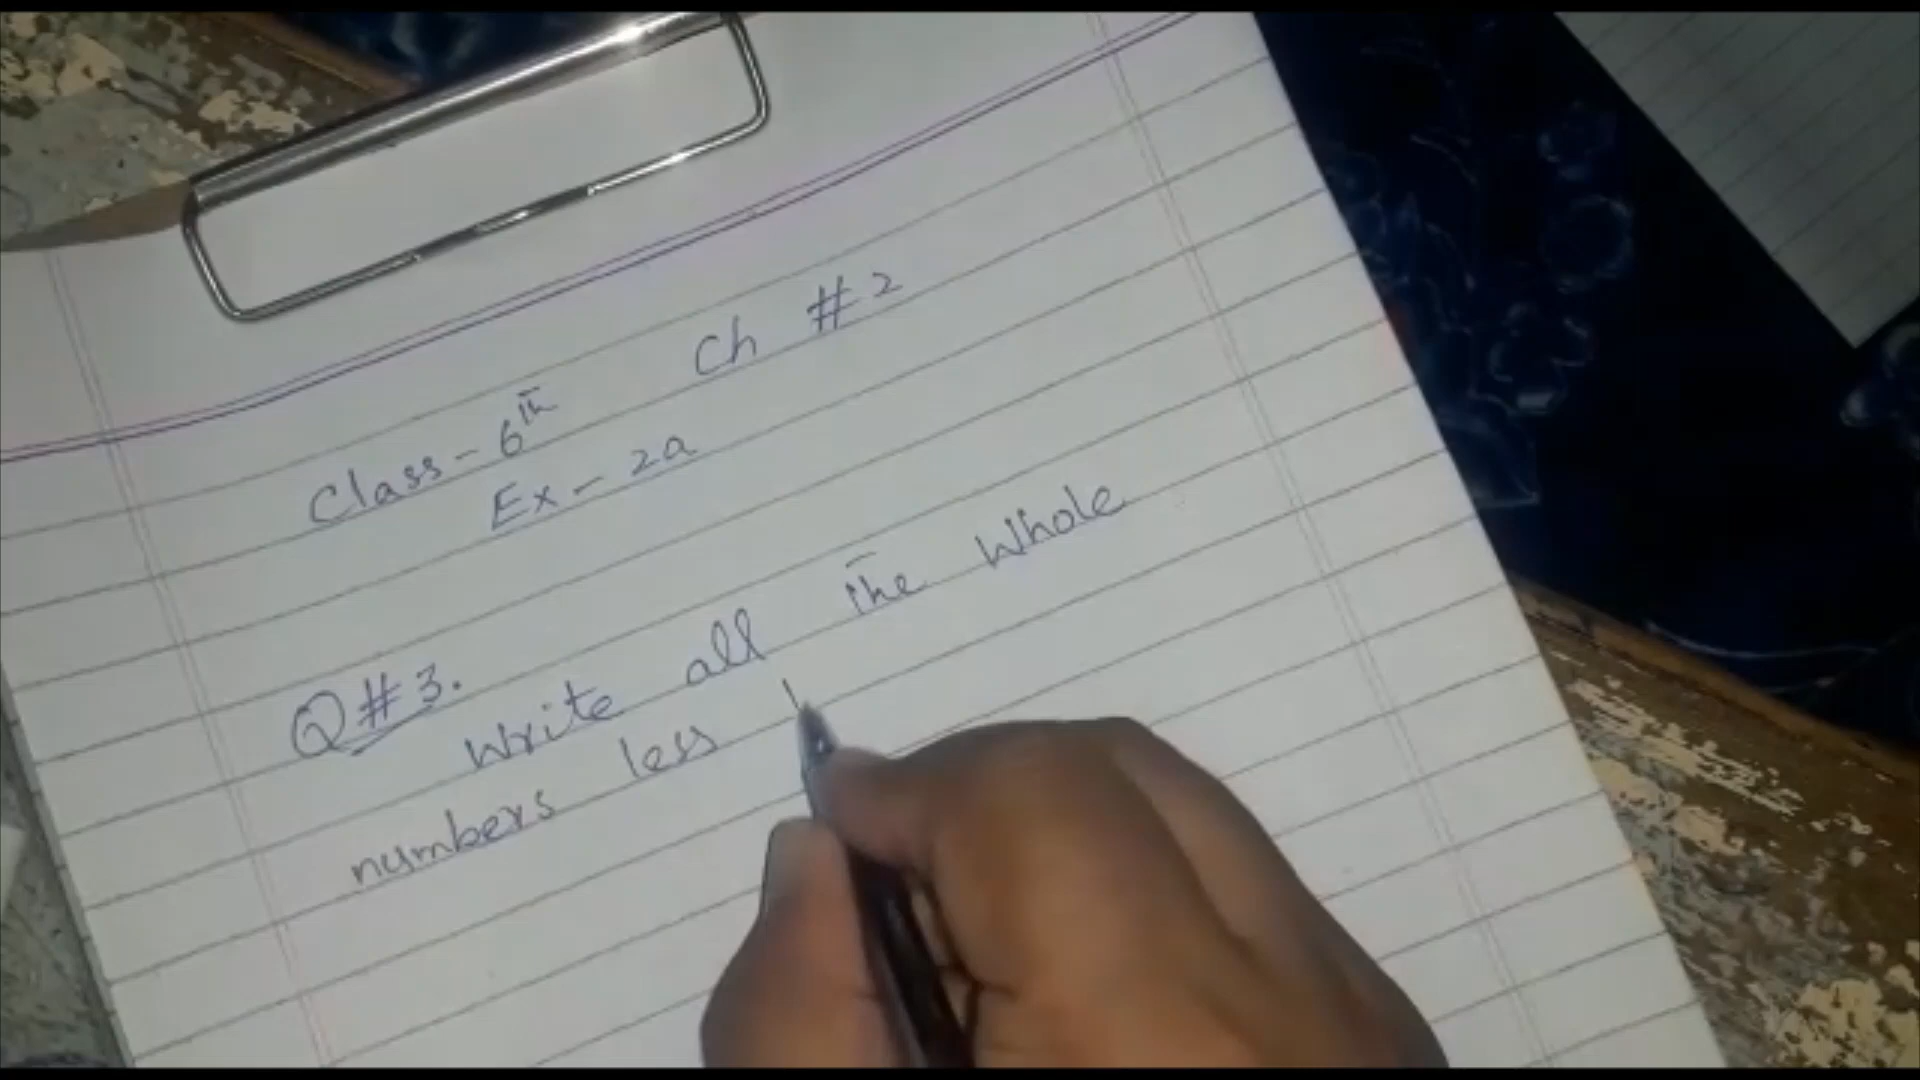 Class - 6th Ch # 2
Ex - 2a
Q # 3.
Write all the whole
numbers less